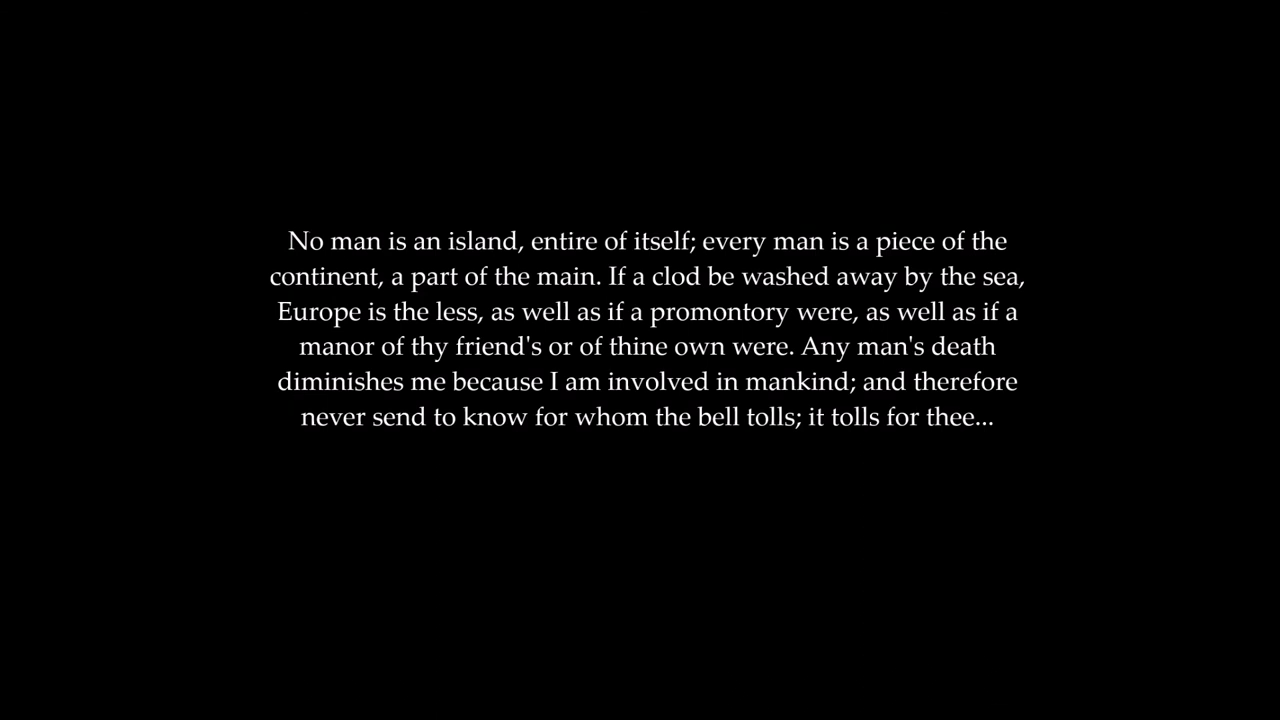 No man is an island, entire of itself; every man is a piece of the
continent, a part of the main. If a clod be washed away by the sea,
Europe is the less, as well as if a promontory were, as well as if a
manor of thy friend's or of thine own were. Any man's death
diminishes me because I am involved in mankind; and therefore
never send to know for whom the bell tolls; it tolls for thee...